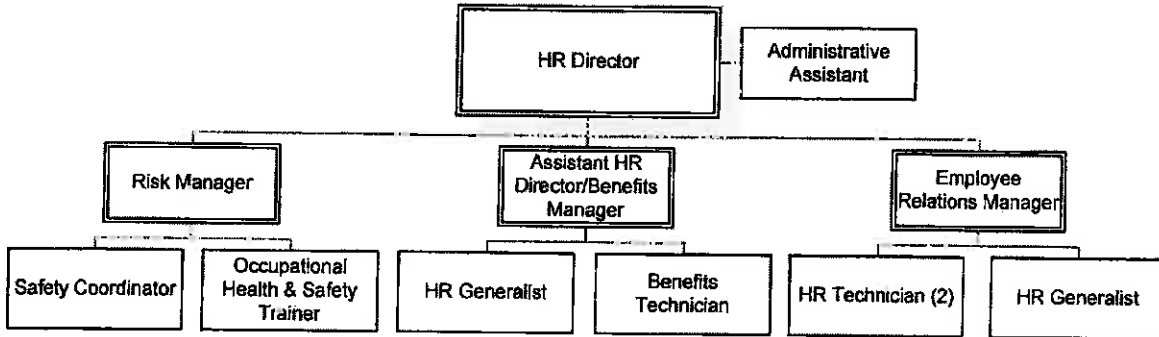 HR Director
Administrative
Assistant
Risk Manager
Assistant HR
Director/Benefits
Manager
Employee
Relations Manager
Safety Coordinator
Occupational
Health & Safety
Trainer
HR Generalist
Benefits
Technician
HR Technician (2)
HR Generalist